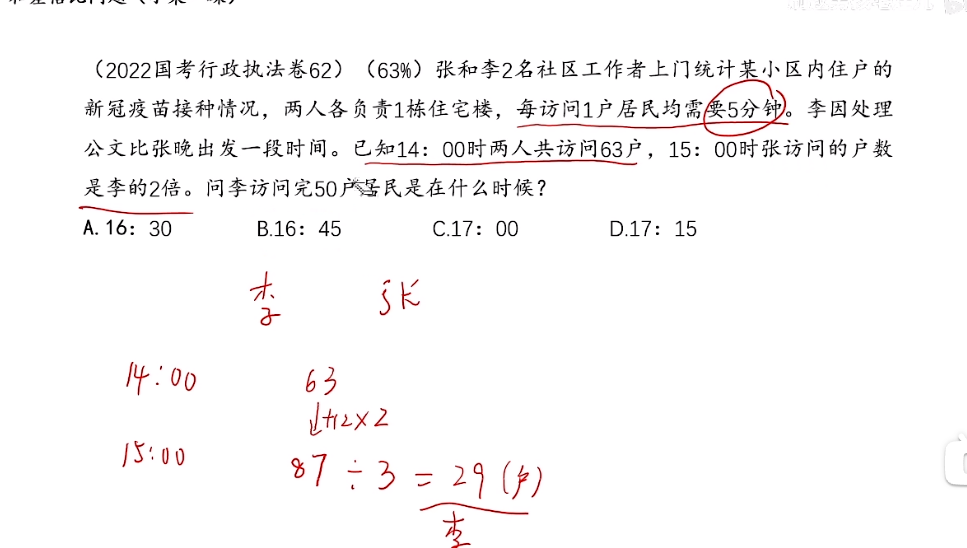 （2022国考行政执法卷62）（63%）张和李2名社区工作者上门统计某小区内住户的
新冠疫苗接种情况，两人各负责1栋住宅楼，每访问1户居民均需要5分钟。李因处理
公文比张晚出发一段时间。已知14：00时两人共访问63户，15：00时张访问的户数
是李的2倍。问李访问完50户居民是在什么时候？
A.16：30 B.16：45 C.17：00 D.17：15
李 张
14:00 63
↓+12×2
15:00 87÷3=29(户)
李